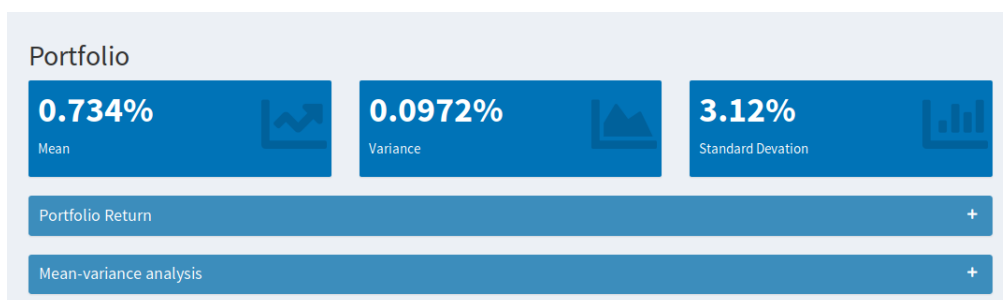 Portfolio
0.734%
Mean
0.0972%
Variance
3.12%
Standard Devation
Portfolio Return +
Mean-variance analysis +